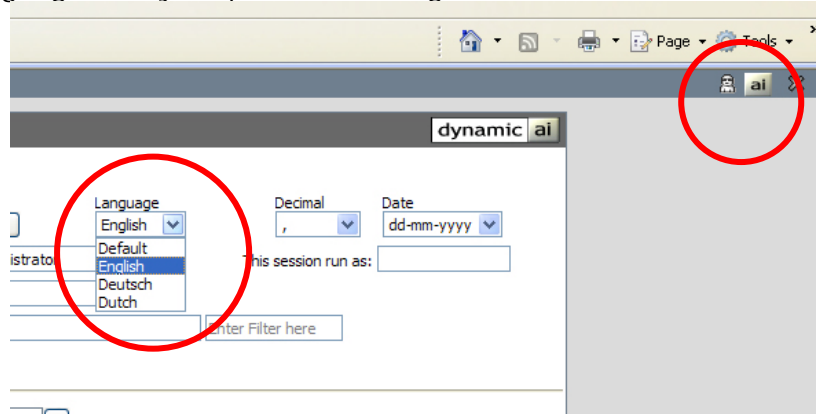 Page Tools
ai
dynamic ai
Language Decimal Date
English , dd-mm-yyyy
Default
English
Deutsch
Dutch
This session run as:
Enter Filter here